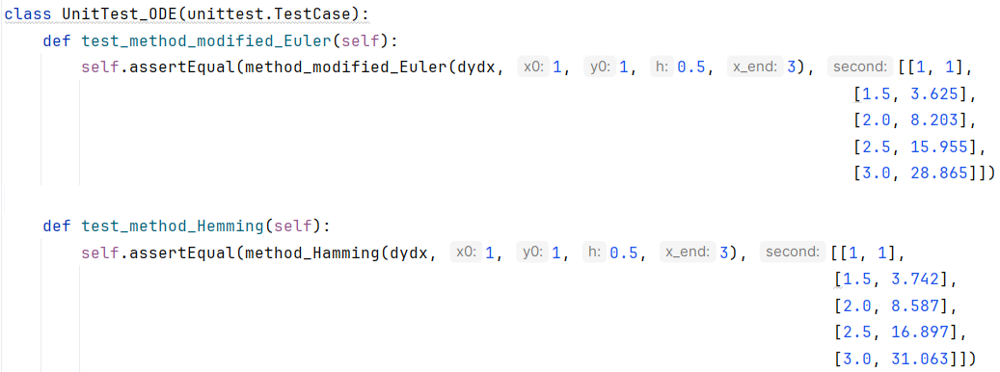 class UnitTest_ODE(unittest.TestCase):
def test_method_modified_Euler(self):
self.assertEqual(method_modified_Euler(dydx, x0: 1, y0: 1, h: 0.5, x_end: 3), second: [[1, 1],
[1.5, 3.625],
[2.0, 8.203],
[2.5, 15.955],
[3.0, 28.865]])
def test_method_Hemming(self):
self.assertEqual(method_Hamming(dydx, x0: 1, y0: 1, h: 0.5, x_end: 3), second: [[1, 1],
[1.5, 3.742],
[2.0, 8.587],
[2.5, 16.897],
[3.0, 31.063]])